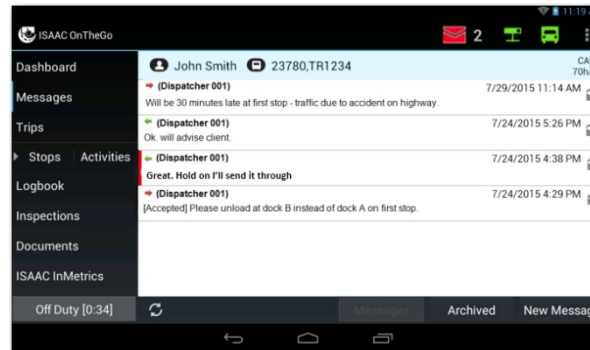 11:19
ISAAC OnTheGo
2
Dashboard
Messages
Trips
Stops Activities
Logbook
Inspections
Documents
ISAAC InMetrics
Off Duty [0:34]
John Smith 23780,TR1234
70h/
(Dispatcher 001) 7/29/2015 11:14 AM
Will be 30 minutes late at first stop - traffic due to accident on highway.
(Dispatcher 001) 7/24/2015 5:26 PM
Ok. will advise client.
(Dispatcher 001) 7/24/2015 4:38 PM
Great. Hold on I'll send it through
(Dispatcher 001) 7/24/2015 4:29 PM
[Accepted] Please unload at dock B instead of dock A on first stop.
Messages Archived New Messag